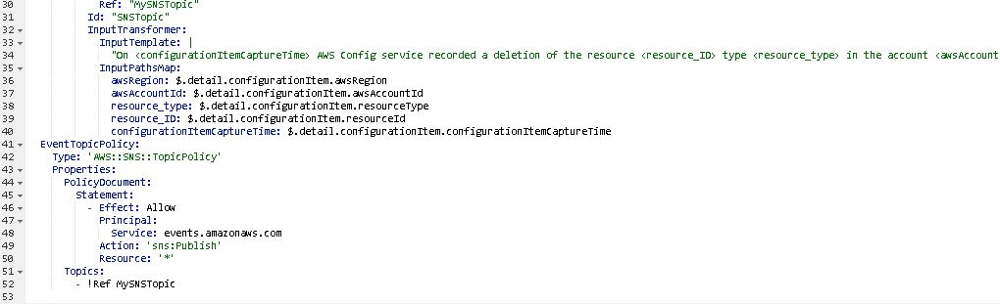 30 Ref: "MySNSTopic"
31 Id: "SNSTopic"
32 InputTransformer:
33 InputTemplate: |
34 "On <configurationItemCaptureTime> AWS Config service recorded a deletion of the resource <resource_ID> type <resource_type> in the account <awsAccount
35 InputPathsMap:
36 awsRegion: $.detail.configurationItem.awsRegion
37 awsAccountId: $.detail.configurationItem.awsAccountId
38 resource_type: $.detail.configurationItem.resourceType
39 resource_ID: $.detail.configurationItem.resourceId
40 configurationItemCaptureTime: $.detail.configurationItem.configurationItemCaptureTime
41 EventTopicPolicy:
42 Type: 'AWS::SNS::TopicPolicy'
43 Properties:
44 PolicyDocument:
45 Statement:
46 - Effect: Allow
47 Principal:
48 Service: events.amazonaws.com
49 Action: 'sns:Publish'
50 Resource: '*'
51 Topics:
52 - !Ref MySNSTopic
53